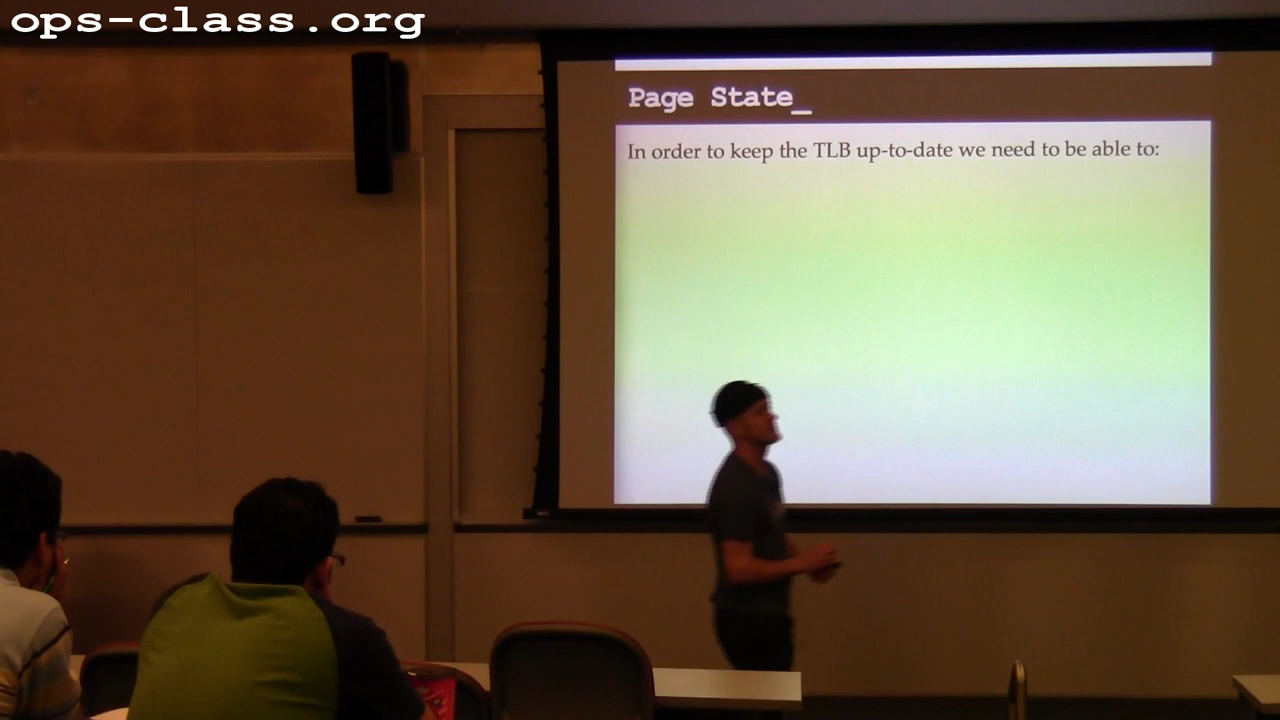 ops-class.org
Page State_
In order to keep the TLB up-to-date we need to be able to: